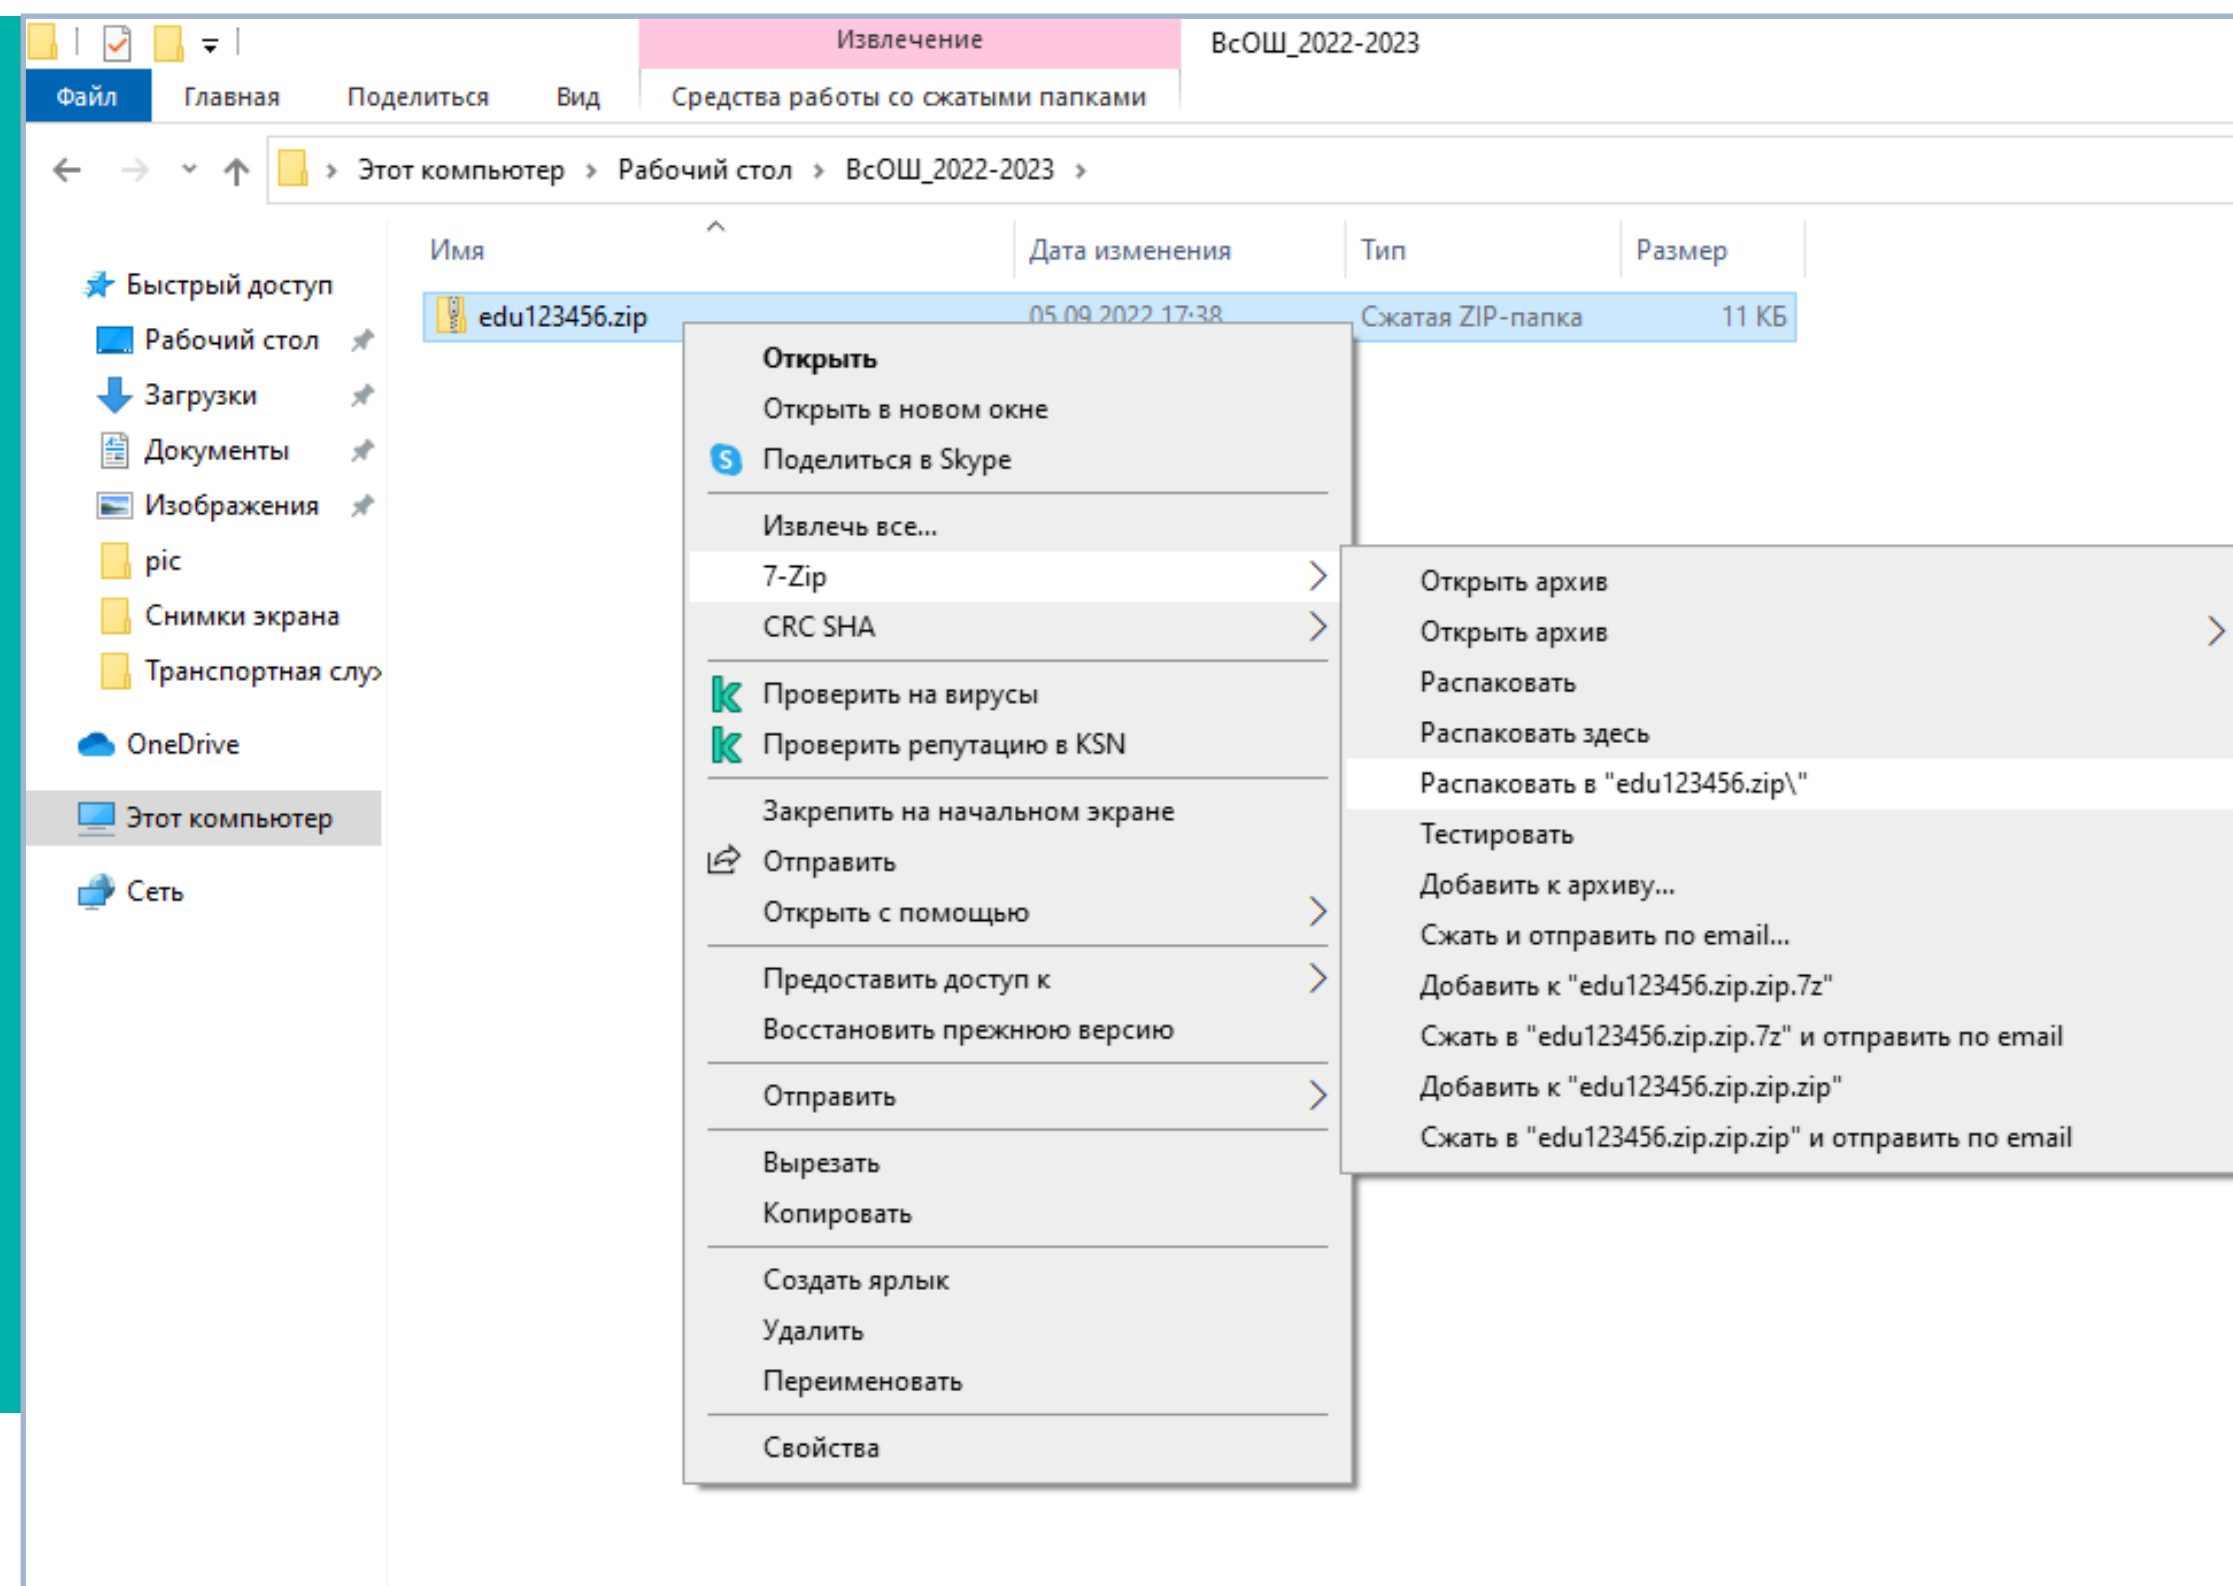 Извлечение
ВсОШ_2022-2023
Файл Главная Поделиться Вид Средства работы со сжатыми папками
Этот компьютер › Рабочий стол › ВсОШ_2022-2023 ›
Имя Дата изменения Тип Размер
Быстрый доступ
Рабочий стол
Загрузки
Документы
Изображения
pic
Снимки экрана
Транспортная служ
OneDrive
Этот компьютер
Сеть
edu123456.zip 05.09.2022 17:38 Сжатая ZIP-папка 11 КБ
Открыть
Открыть в новом окне
Поделиться в Skype
Извлечь все...
7-Zip
CRC SHA
Проверить на вирусы
Проверить репутацию в KSN
Закрепить на начальном экране
Отправить
Открыть с помощью
Предоставить доступ к
Восстановить прежнюю версию
Отправить
Вырезать
Копировать
Создать ярлык
Удалить
Переименовать
Свойства
Открыть архив
Открыть архив
Распаковать
Распаковать здесь
Распаковать в "edu123456.zip\"
Тестировать
Добавить к архиву...
Сжать и отправить по email...
Добавить к "edu123456.zip.zip.7z"
Сжать в "edu123456.zip.zip.7z" и отправить по email
Добавить к "edu123456.zip.zip.zip"
Сжать в "edu123456.zip.zip.zip" и отправить по email